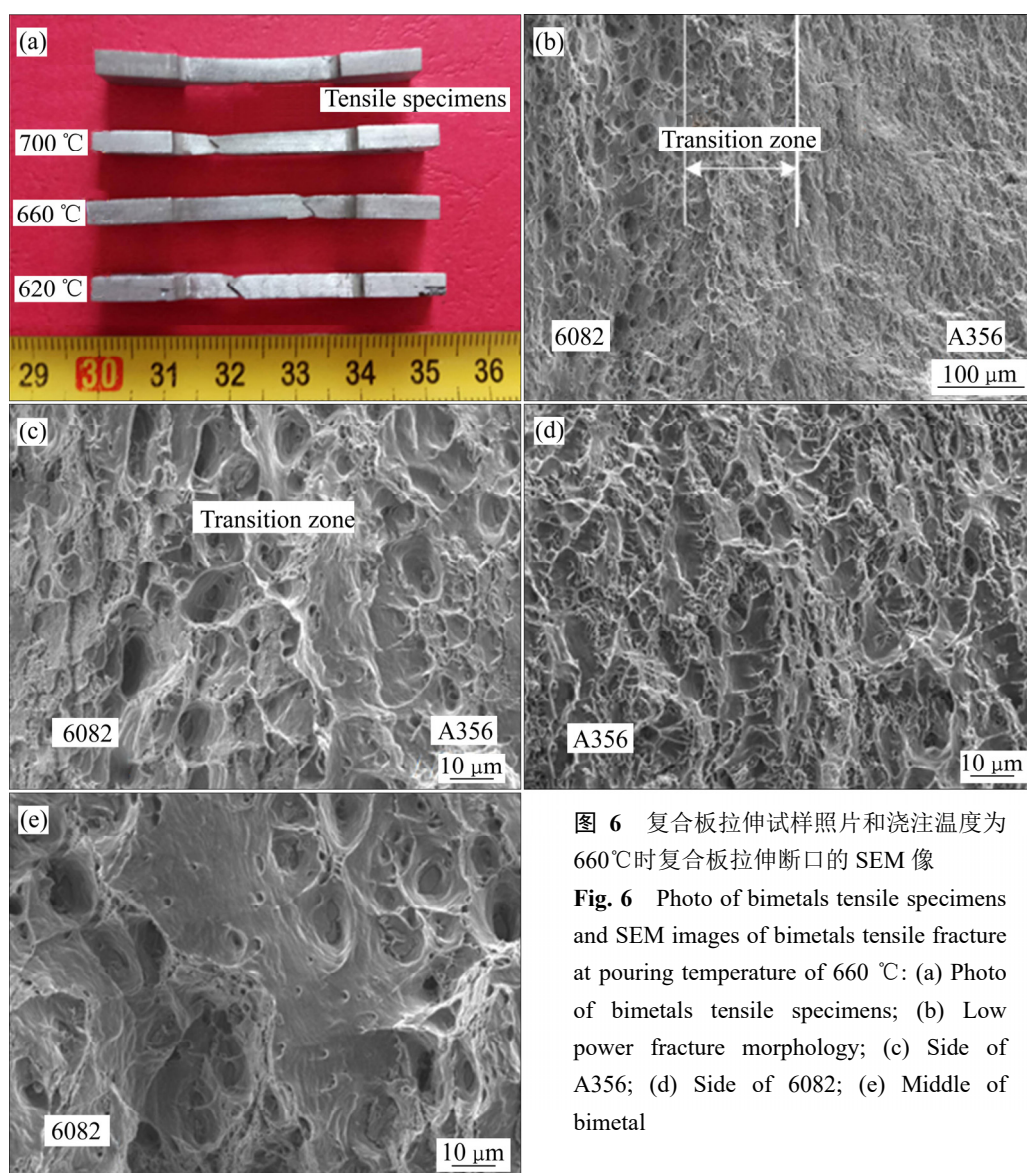 (a)
Tensile specimens
700 ℃
660 ℃
620 ℃
29 30 31 32 33 34 35 36
(b)
Transition zone
6082
A356
100 μm
(c)
Transition zone
6082
A356
10 μm
(d)
A356
10 μm
(e)
6082
10 μm
图 6 复合板拉伸试样照片和浇注温度为
660℃时复合板拉伸断口的 SEM 像
Fig. 6 Photo of bimetals tensile specimens
and SEM images of bimetals tensile fracture
at pouring temperature of 660 ℃: (a) Photo
of bimetals tensile specimens; (b) Low
power fracture morphology; (c) Side of
A356; (d) Side of 6082; (e) Middle of
bimetal